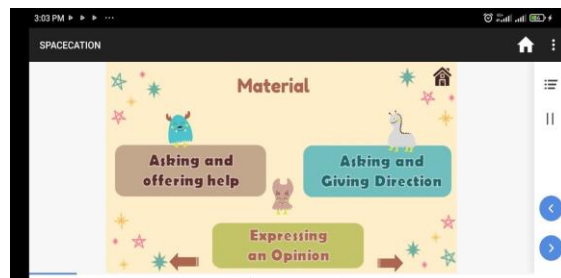 3:03 PM
SPACECATION
Material
Asking and
offering help
Asking and
Giving Direction
Expressing
an Opinion